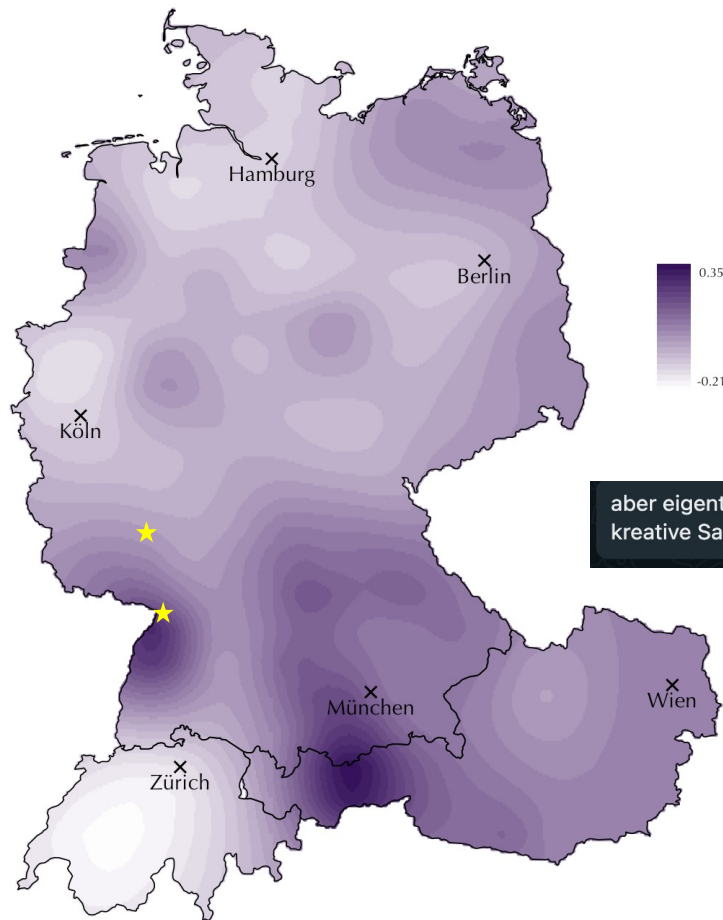 Hamburg
Berlin
0.35
-0.21
Köln
aber eigent
kreative Sa
München
Wien
Zürich